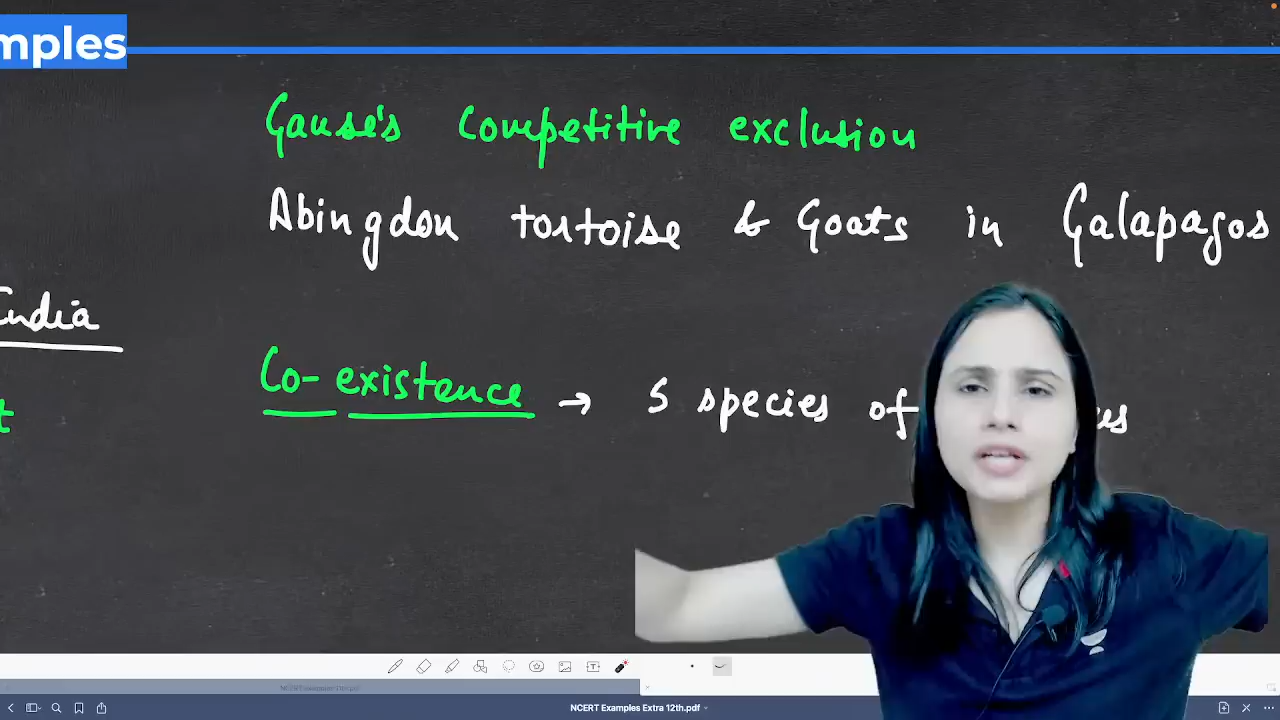 mples
Gause's competitive exclusion
Abingdon tortoise & Goats in Galapagos
India
Co-existence → 5 species of
NCERT Examples Extra 12th.pdf